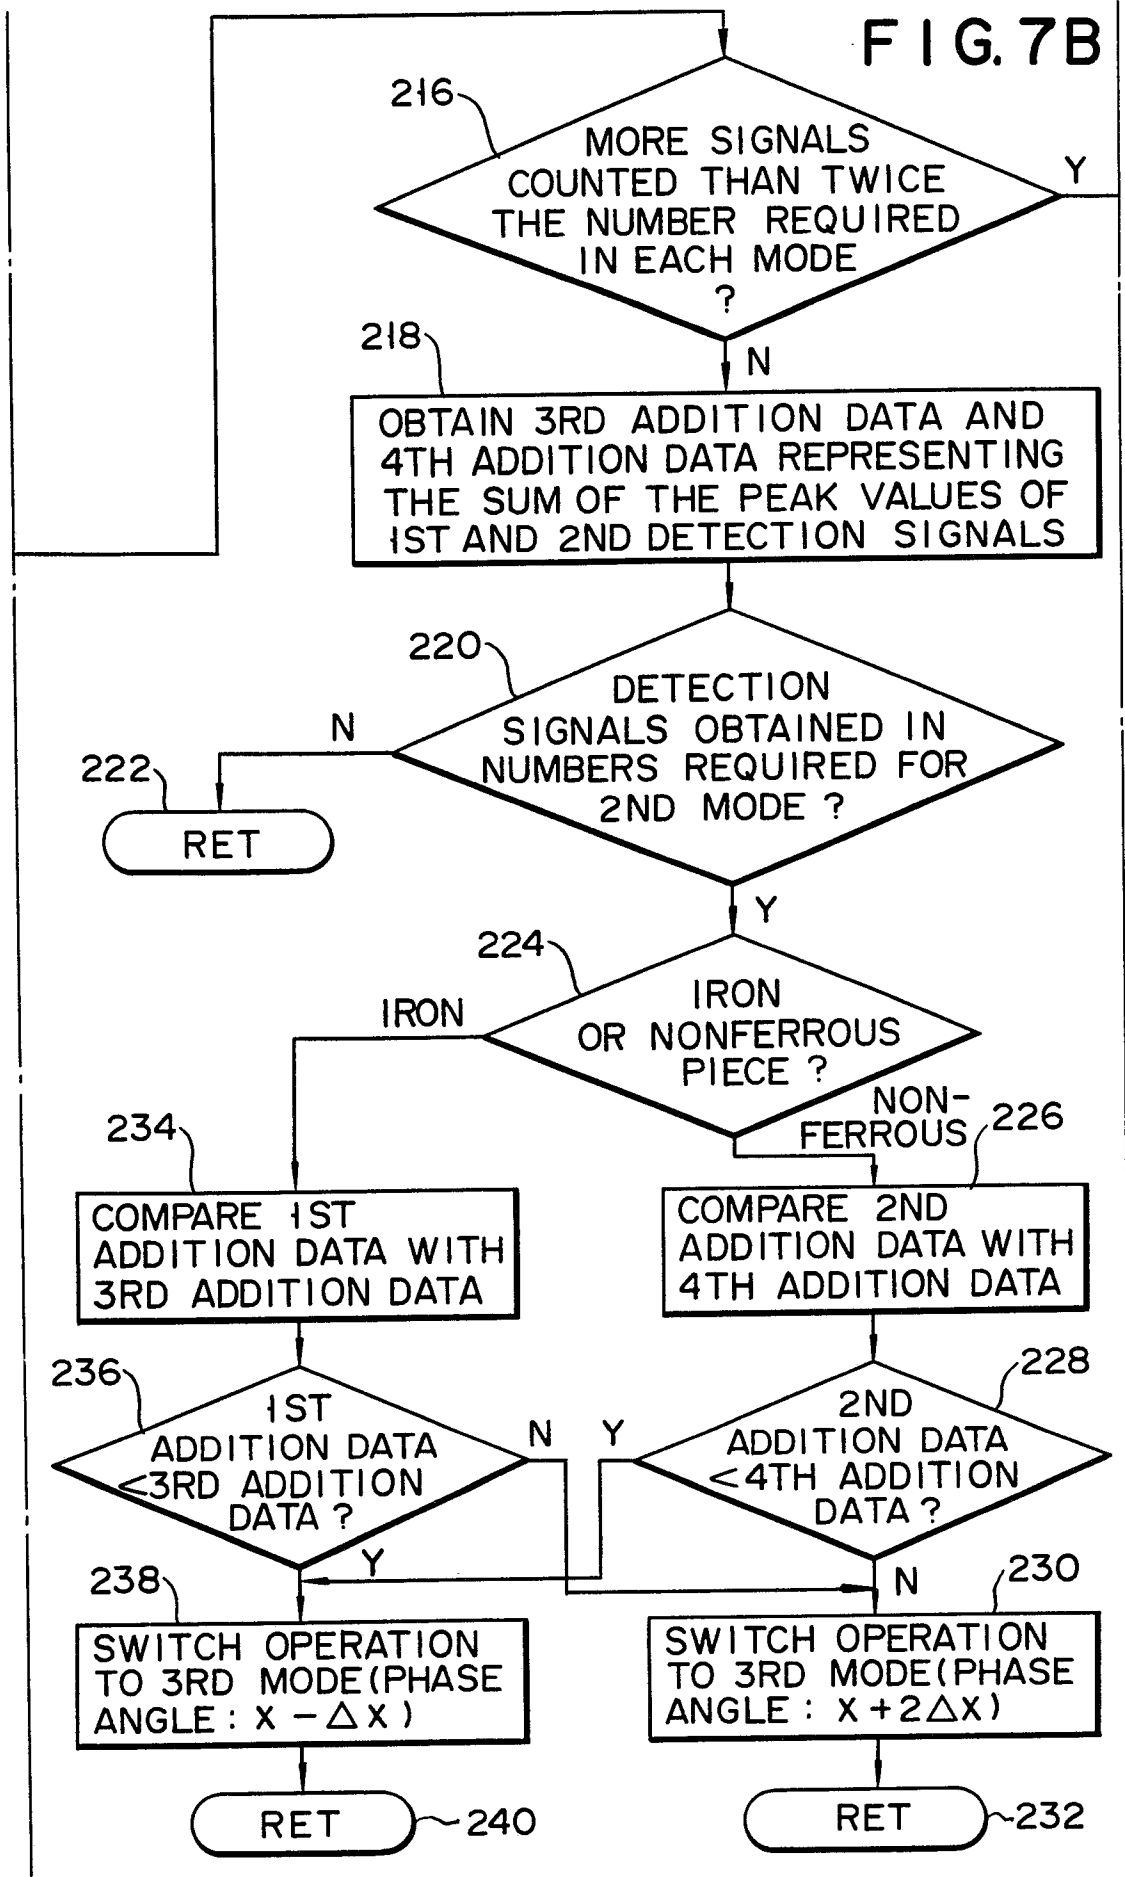 FIG. 7B
216
MORE SIGNALS
COUNTED THAN TWICE
THE NUMBER REQUIRED
IN EACH MODE
?
Y
N
218
OBTAIN 3RD ADDITION DATA AND
4TH ADDITION DATA REPRESENTING
THE SUM OF THE PEAK VALUES OF
1ST AND 2ND DETECTION SIGNALS
220
DETECTION
SIGNALS OBTAINED IN
NUMBERS REQUIRED FOR
2ND MODE ?
N
222
RET
Y
224
IRON
OR NONFERROUS
PIECE ?
IRON
NON-
FERROUS
234
COMPARE 1ST
ADDITION DATA WITH
3RD ADDITION DATA
226
COMPARE 2ND
ADDITION DATA WITH
4TH ADDITION DATA
236
1ST
ADDITION DATA
<3RD ADDITION
DATA ?
N
Y
228
2ND
ADDITION DATA
<4TH ADDITION
DATA ?
Y
N
238
SWITCH OPERATION
TO 3RD MODE (PHASE
ANGLE : X - △X )
230
SWITCH OPERATION
TO 3RD MODE (PHASE
ANGLE : X + 2△X )
RET
240
RET
232